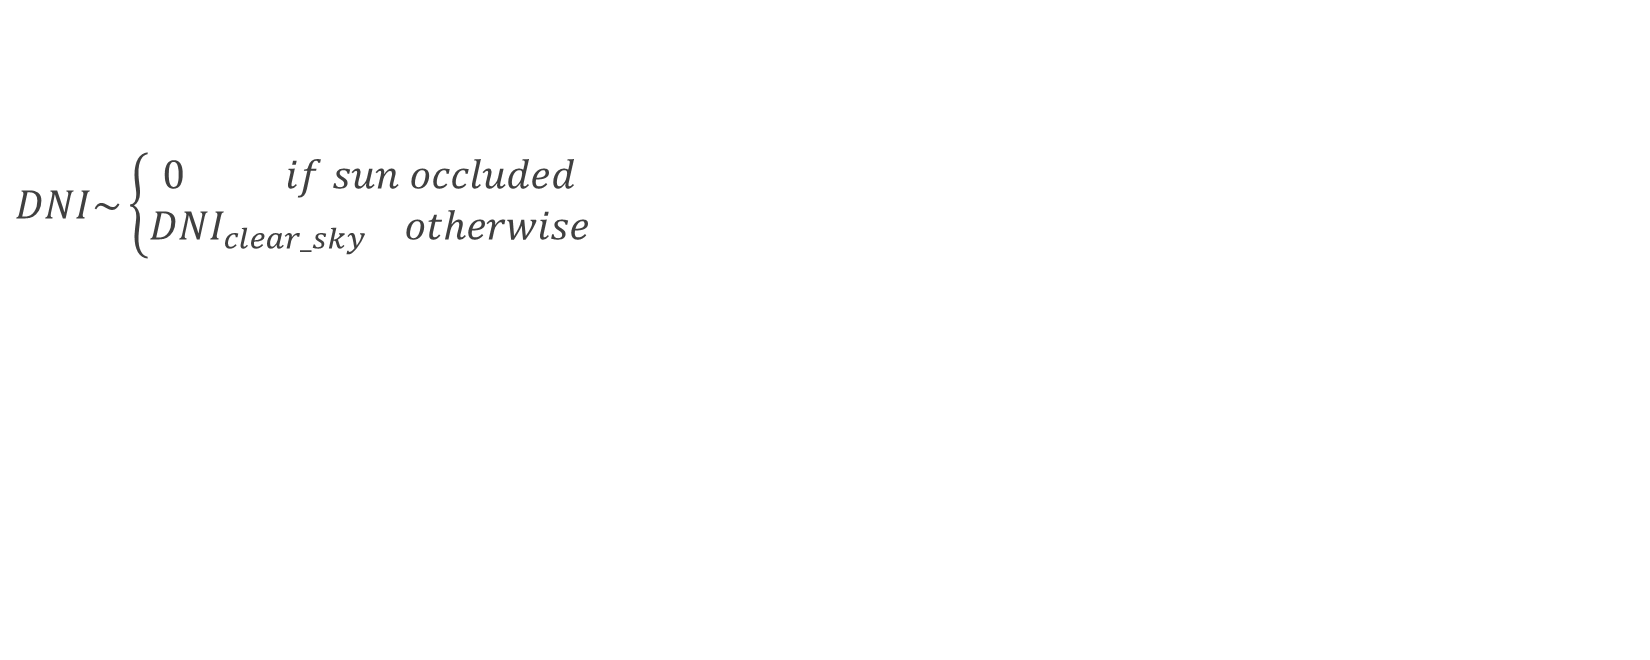 DNI~{ 0 if sun occluded
DNI_clear_sky otherwise